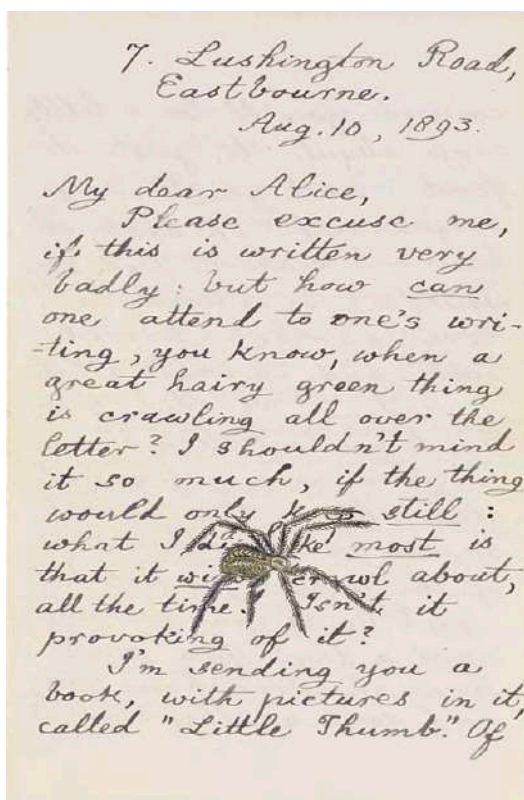 7. Lushington Road,
Eastbourne.
Aug. 10, 1893.
My dear Alice,
Please excuse me,
if this is written very
badly: but how can
one attend to one's wri-
-ting, you know, when a
great hairy green thing
is crawling all over the
letter? I shouldn't mind
it so much, if the thing
would only still:
what I most is
that it crawl about,
all the time. Isn't it
provoking of it?
I'm sending you a
book, with pictures in it,
called "Little Thumb." Of